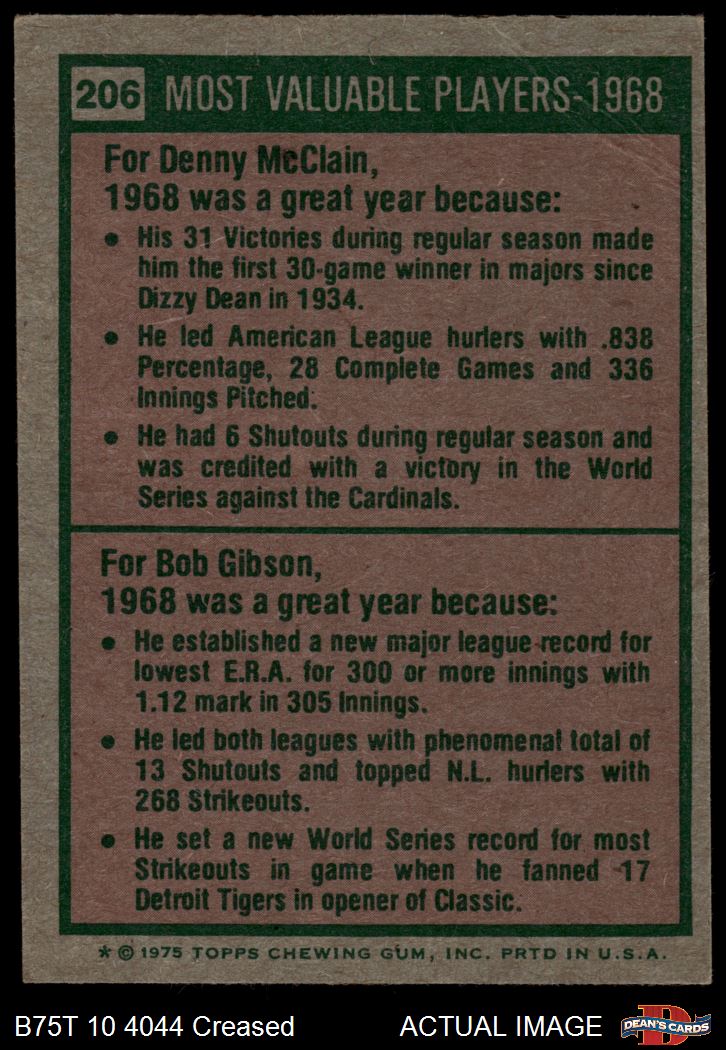 206 MOST VALUABLE PLAYERS-1968
For Denny McClain,
1968 was a great year because:
● His 31 Victories during regular season made
him the first 30-game winner in majors since
Dizzy Dean in 1934.
● He led American League hurlers with .838
Percentage, 28 Complete Games and 336
Innings Pitched.
● He had 6 Shutouts during regular season and
was credited with a victory in the World
Series against the Cardinals.
For Bob Gibson,
1968 was a great year because:
● He established a new major league record for
lowest E.R.A. for 300 or more innings with
1.12 mark in 305 Innings.
● He led both leagues with phenomenal total of
13 Shutouts and topped N.L. hurlers with
268 Strikeouts.
● He set a new World Series record for most
Strikeouts in game when he fanned 17
Detroit Tigers in opener of Classic.
* © 1975 TOPPS CHEWING GUM, INC. PRTD IN U.S.A.
B75T 10 4044 Creased ACTUAL IMAGE D DEAN'S CARDS